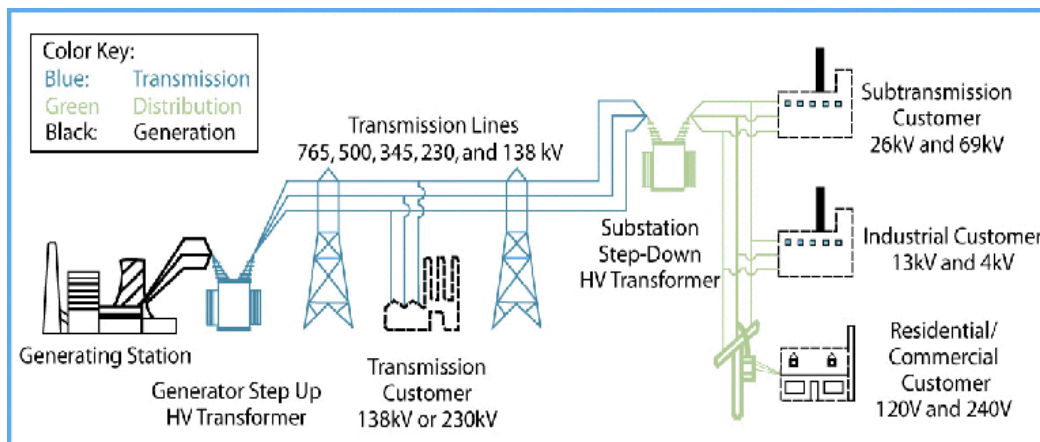 Color Key:
Blue: Transmission
Green Distribution
Black: Generation
Transmission Lines
765, 500, 345, 230, and 138 kV
Subtransmission
Customer
26kV and 69kV
Substation
Step-Down
HV Transformer
Industrial Customer
13kV and 4kV
Generating Station
Generator Step Up
HV Transformer
Transmission
Customer
138kV or 230kV
Residential/
Commercial
Customer
120V and 240V